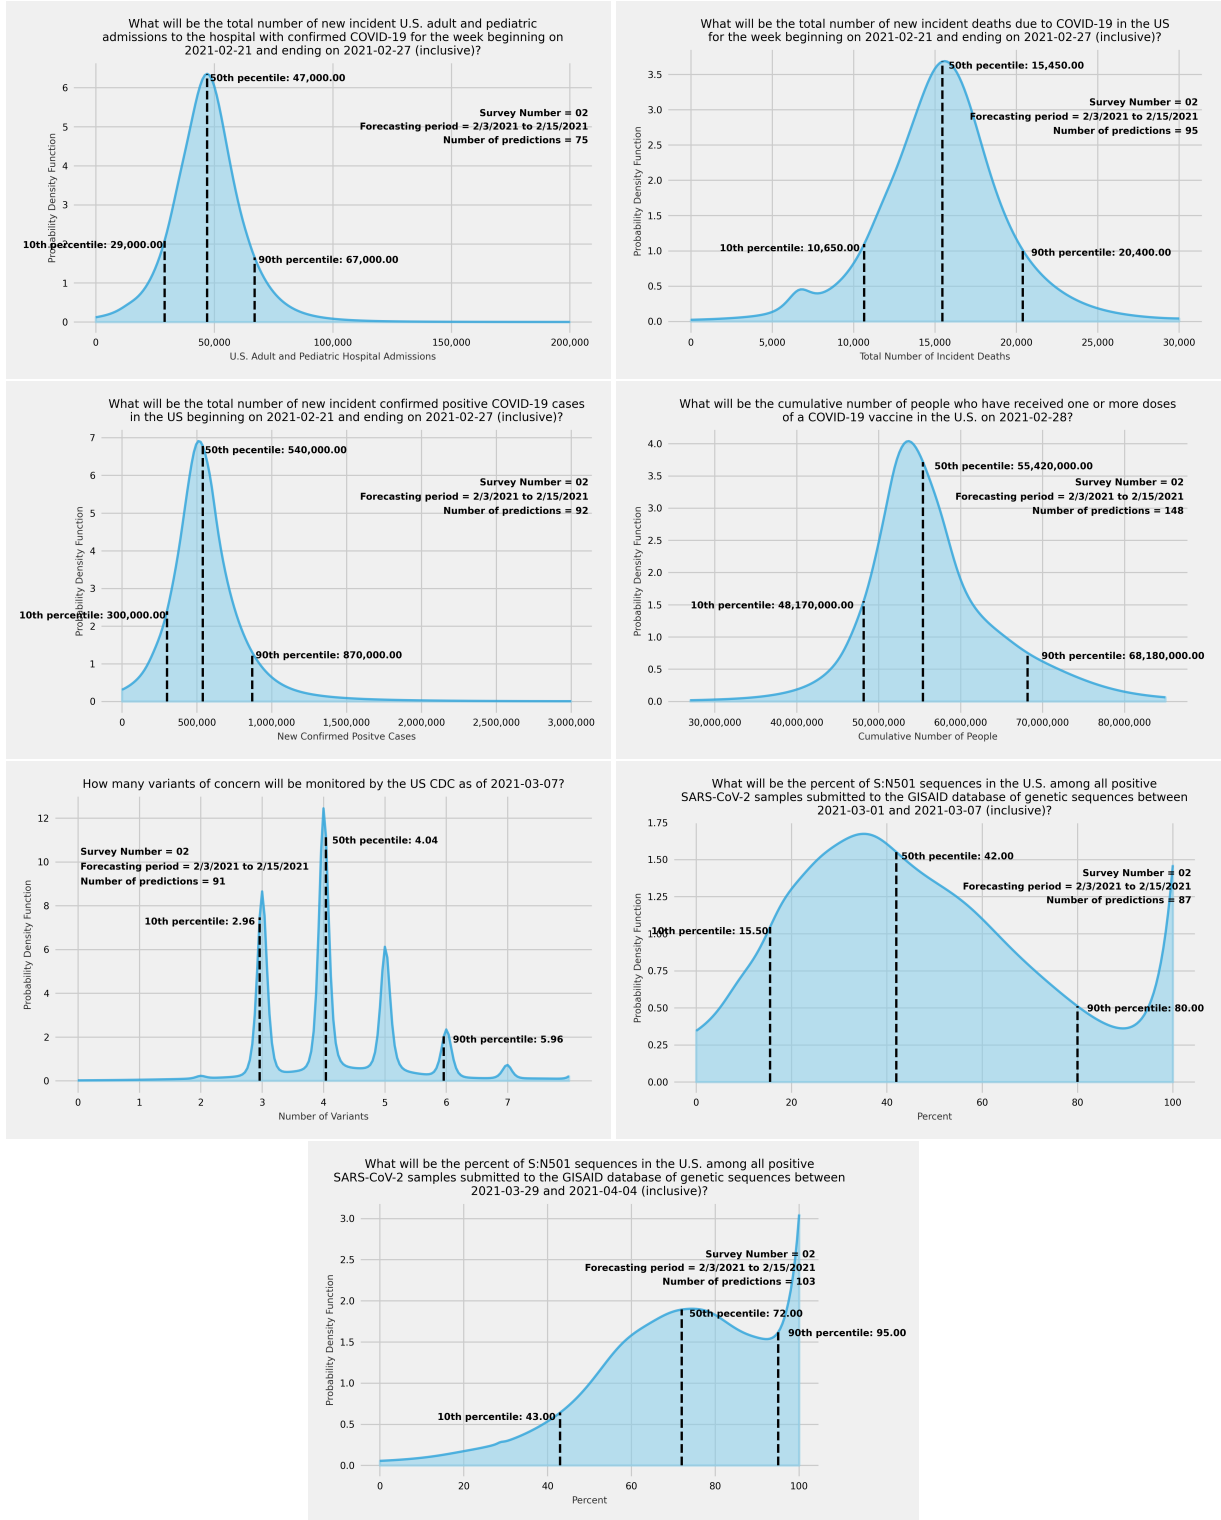 What will be the total number of new incident U.S. adult and pediatric
admissions to the hospital with confirmed COVID-19 for the week beginning on
2021-02-21 and ending on 2021-02-27 (inclusive)?
50th pecentile: 47,000.00
Survey Number = 02
Forecasting period = 2/3/2021 to 2/15/2021
Number of predictions = 75
10th percentile: 29,000.00
90th percentile: 67,000.00
Probability Density Function
6
5
4
3
2
1
0
0
50,000
100,000
150,000
200,000
U.S. Adult and Pediatric Hospital Admissions
What will be the total number of new incident deaths due to COVID-19 in the US
for the week beginning on 2021-02-21 and ending on 2021-02-27 (inclusive)?
50th pecentile: 15,450.00
Survey Number = 02
Forecasting period = 2/3/2021 to 2/15/2021
Number of predictions = 95
10th percentile: 10,650.00
90th percentile: 20,400.00
Probability Density Function
3.5
3.0
2.5
2.0
1.5
1.0
0.5
0.0
0
5,000
10,000
15,000
20,000
25,000
30,000
Total Number of Incident Deaths
What will be the total number of new incident confirmed positive COVID-19 cases
in the US beginning on 2021-02-21 and ending on 2021-02-27 (inclusive)?
50th pecentile: 540,000.00
Survey Number = 02
Forecasting period = 2/3/2021 to 2/15/2021
Number of predictions = 92
10th percentile: 300,000.00
90th percentile: 870,000.00
Probability Density Function
7
6
5
4
3
2
1
0
0
500,000
1,000,000
1,500,000
2,000,000
2,500,000
3,000,000
New Confirmed Positve Cases
What will be the cumulative number of people who have received one or more doses
of a COVID-19 vaccine in the U.S. on 2021-02-28?
50th pecentile: 55,420,000.00
Survey Number = 02
Forecasting period = 2/3/2021 to 2/15/2021
Number of predictions = 148
10th percentile: 48,170,000.00
90th percentile: 68,180,000.00
Probability Density Function
4.0
3.5
3.0
2.5
2.0
1.5
1.0
0.5
0.0
30,000,000
40,000,000
50,000,000
60,000,000
70,000,000
80,000,000
Cumulative Number of People
How many variants of concern will be monitored by the US CDC as of 2021-03-07?
50th pecentile: 4.04
Survey Number = 02
Forecasting period = 2/3/2021 to 2/15/2021
Number of predictions = 91
10th percentile: 2.96
90th percentile: 5.96
Probability Density Function
12
10
8
6
4
2
0
0
1
2
3
4
5
6
7
Number of Variants
What will be the percent of S:N501 sequences in the U.S. among all positive
SARS-CoV-2 samples submitted to the GISAID database of genetic sequences between
2021-03-01 and 2021-03-07 (inclusive)?
50th pecentile: 42.00
Survey Number = 02
Forecasting period = 2/3/2021 to 2/15/2021
Number of predictions = 87
10th percentile: 15.50
90th percentile: 80.00
Probability Density Function
1.75
1.50
1.25
1.00
0.75
0.50
0.25
0.00
0
20
40
60
80
100
Percent
What will be the percent of S:N501 sequences in the U.S. among all positive
SARS-CoV-2 samples submitted to the GISAID database of genetic sequences between
2021-03-29 and 2021-04-04 (inclusive)?
Survey Number = 02
Forecasting period = 2/3/2021 to 2/15/2021
Number of predictions = 103
50th pecentile: 72.00
90th percentile: 95.00
10th percentile: 43.00
Probability Density Function
3.0
2.5
2.0
1.5
1.0
0.5
0.0
0
20
40
60
80
100
Percent